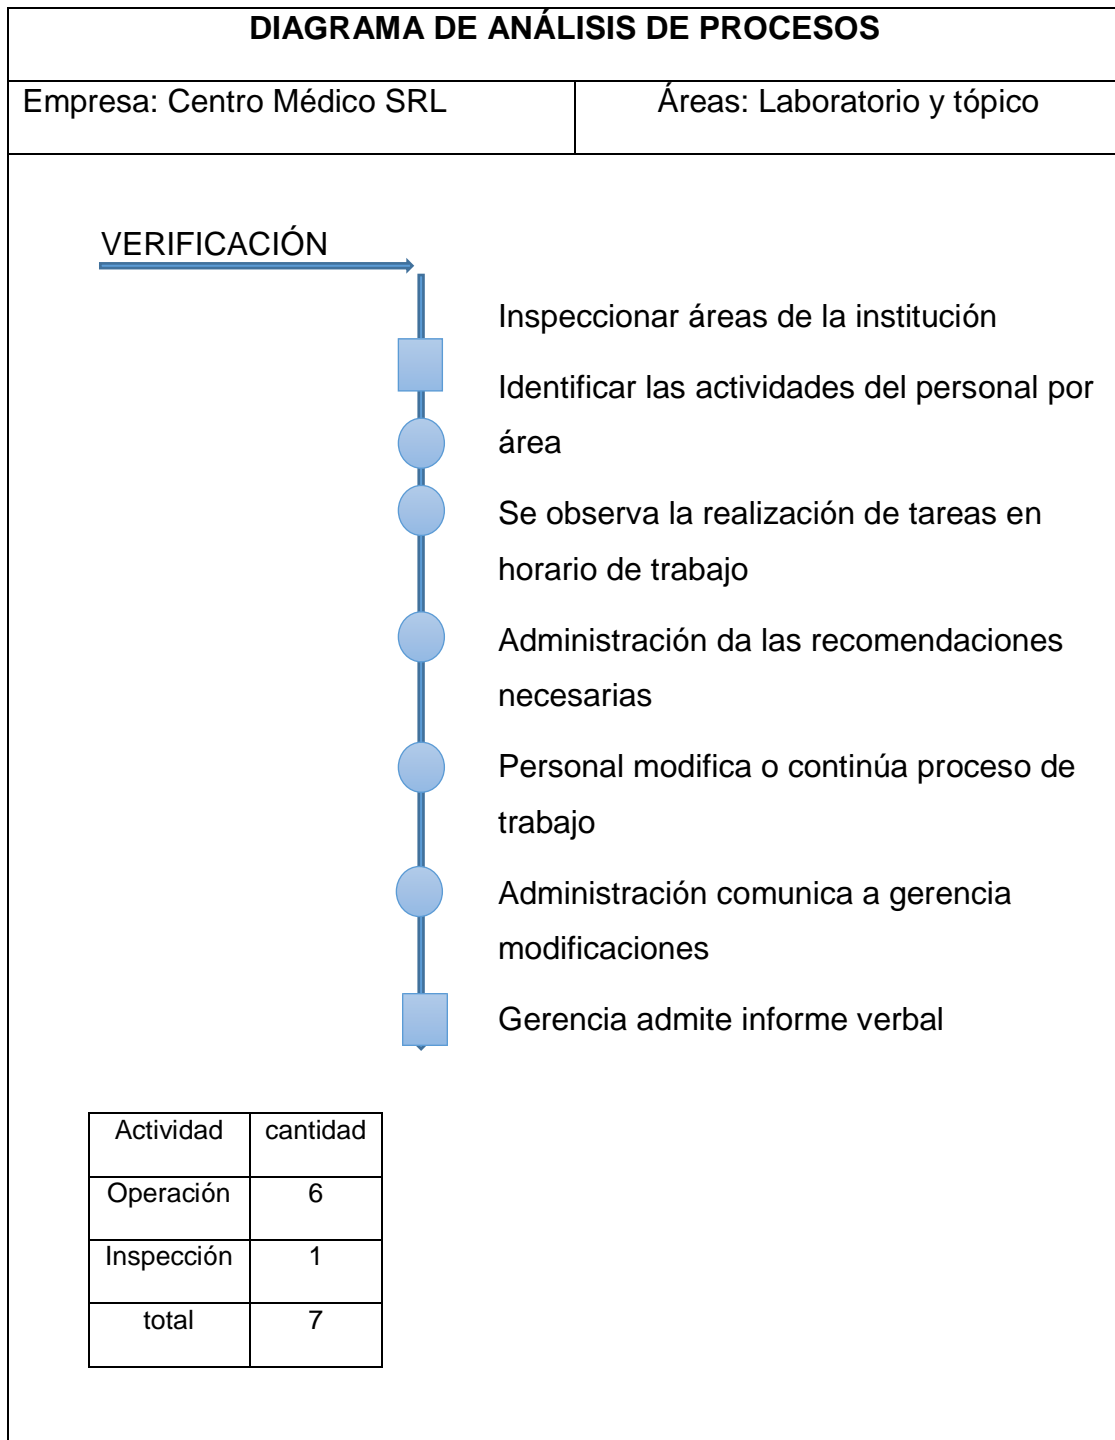 DIAGRAMA DE ANÁLISIS DE PROCESOS
Empresa: Centro Médico SRL
Áreas: Laboratorio y tópico
VERIFICACIÓN
Inspeccionar áreas de la institución
Identificar las actividades del personal por
área
Se observa la realización de tareas en
horario de trabajo
Administración da las recomendaciones
necesarias
Personal modifica o continúa proceso de
trabajo
Administración comunica a gerencia
modificaciones
Gerencia admite informe verbal
Actividad cantidad
Operación 6
Inspección 1
total 7